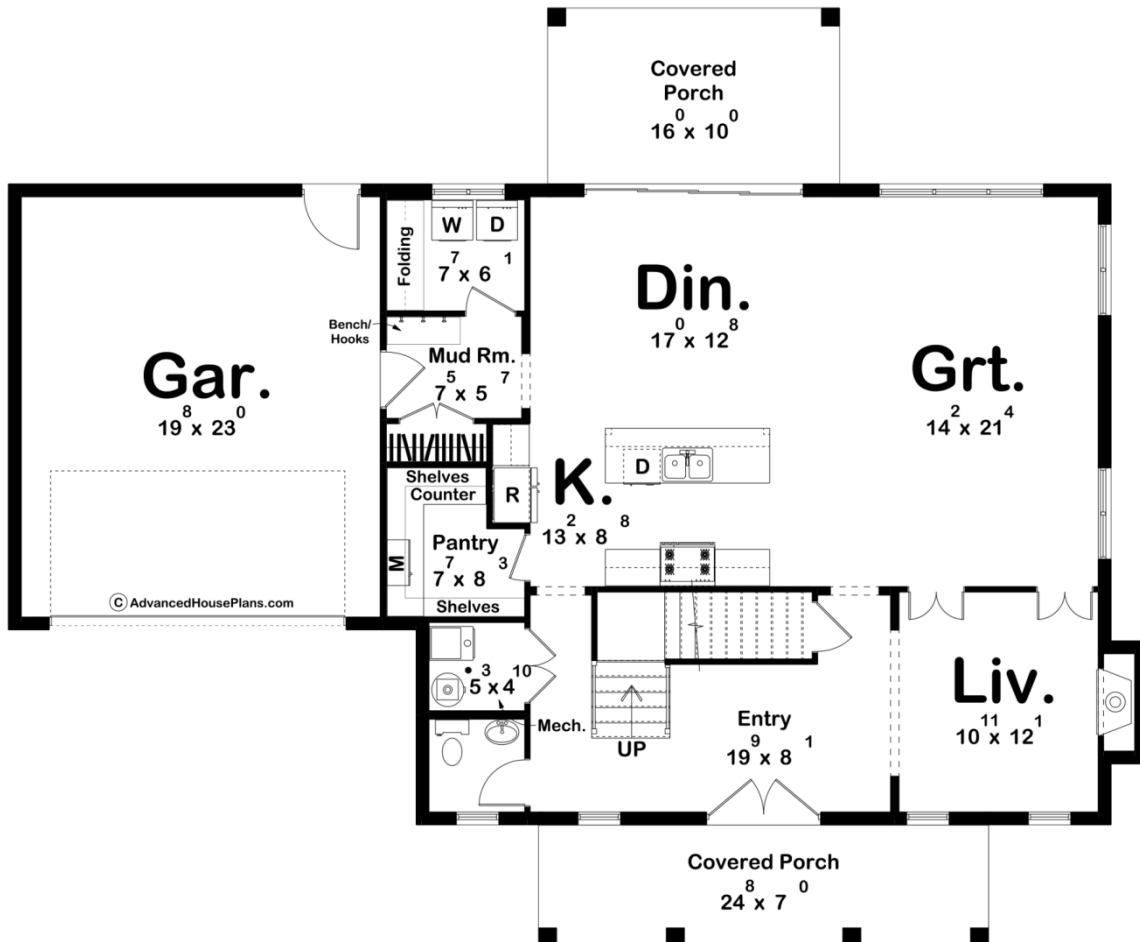 Covered
Porch
16⁰ x 10⁰
W
D
Folding
7⁷ x 6¹
Bench/
Hooks
Mud Rm.
7⁵ x 5⁷
Gar.
19⁸ x 23⁰
Din.
17⁰ x 12⁸
Grt.
14² x 21⁴
D
K.
13² x 8⁸
R
Shelves
Counter
Pantry
7⁷ x 8³
M
Shelves
© AdvancedHousePlans.com
5³ x 4¹⁰
Mech.
UP
Entry
19⁹ x 8¹
Liv.
10¹¹ x 12¹
Covered Porch
24⁸ x 7⁰